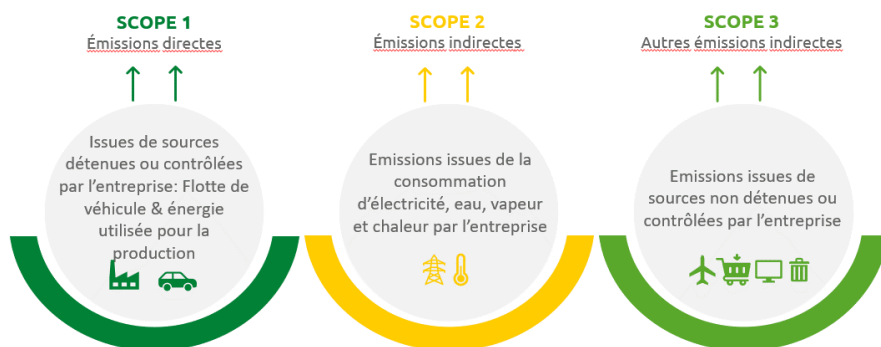 SCOPE 1
Émissions directes
Issues de sources
détenues ou contrôlées
par l'entreprise: Flotte de
véhicule & énergie
utilisée pour la
production
SCOPE 2
Émissions indirectes
Emissions issues de la
consommation
d'électricité, eau, vapeur
et chaleur par l'entreprise
SCOPE 3
Autres émissions indirectes
Emissions issues de
sources non détenues ou
contrôlées par l'entreprise